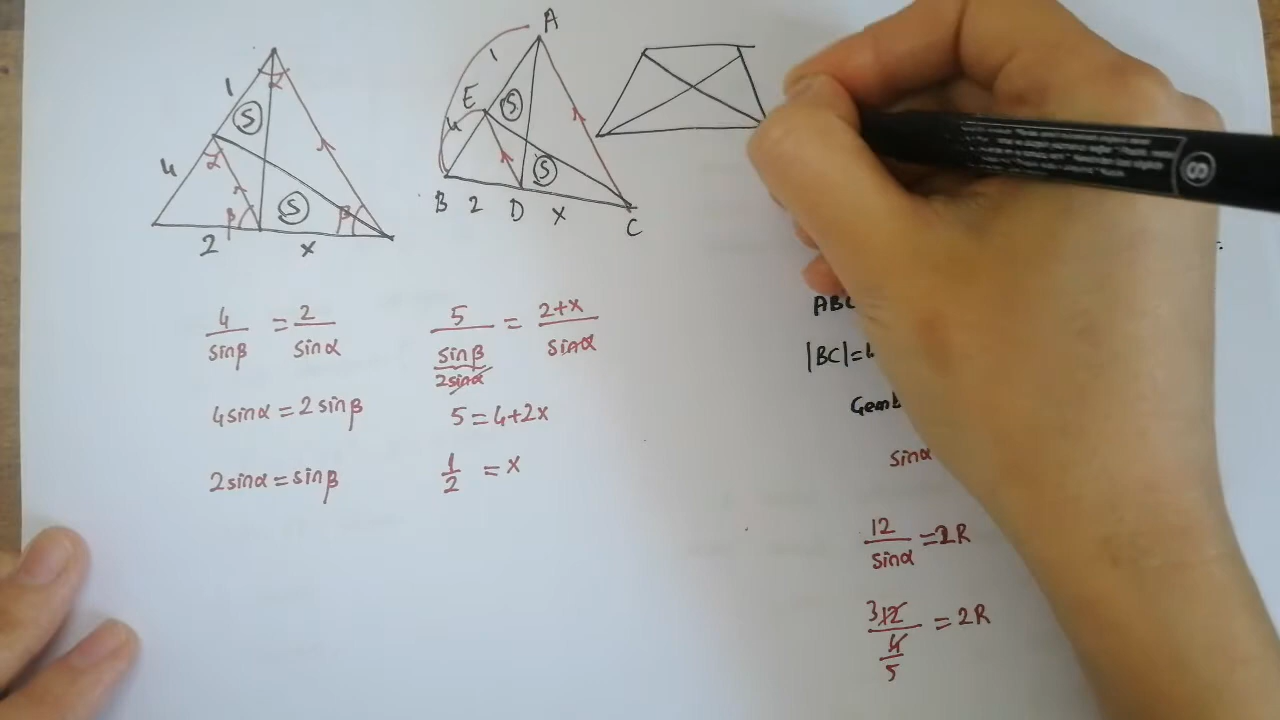 A
1
S
α
4
β
2
x
A
1
E
4
S
B
2
D
x
C
4/sinβ = 2/sinα
4sinα = 2sinβ
2sinα = sinβ
5/sinβ = 2+x/sinα
2sinα
5 = 4+2x
1/2 = x
ABC
|BC|=
sinα
12/sinα = 2R
3 12/4/5 = 2R